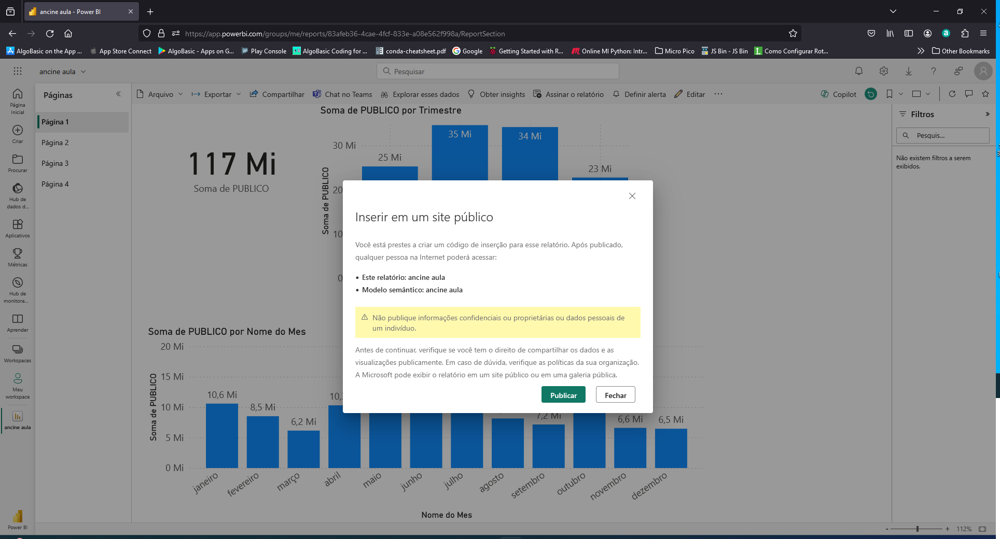 ancine aula - Power BI
https://app.powerbi.com/groups/me/reports/83afeb36-4cae-4fcf-833e-a08e562f998a/ReportSection
AlgoBasic on the App ...
App Store Connect
AlgoBasic - Apps on G...
Play Console
AlgoBasic Coding for ...
conda-cheatsheet.pdf
Google
Getting Started with R...
Online MI Python: Intr...
Micro Pico
JS Bin - JS Bin
Como Configurar Rot...
Other Bookmarks
ancine aula
Pesquisar
Página
Inicial
Criar
Procurar
Hub de
dados d...
Aplicativos
Métricas
Hub de
monitora...
Aprender
Workspaces
Meu
workspace
ancine aula
Power BI
Páginas
Página 1
Página 2
Página 3
Página 4
Arquivo
Exportar
Compartilhar
Chat no Teams
Explorar esses dados
Obter insights
Assinar o relatório
Definir alerta
Editar
Copilot
117 Mi
Soma de PUBLICO
Soma de PUBLICO por Trimestre
Soma de PUBLICO
30 Mi
20
10
0
25 Mi
35 Mi
34 Mi
23 Mi
Filtros
Pesquis...
Não existem filtros a serem
exibidos.
Inserir em um site público
Você está prestes a criar um código de inserção para esse relatório. Após publicado,
qualquer pessoa na Internet poderá acessar:
• Este relatório: ancine aula
• Modelo semântico: ancine aula
Não publique informações confidenciais ou proprietárias ou dados pessoais de
um indivíduo.
Antes de continuar, verifique se você tem o direito de compartilhar os dados e as
visualizações publicamente. Em caso de dúvida, verifique as políticas da sua organização.
A Microsoft pode exibir o relatório em um site público ou em uma galeria pública.
Publicar
Fechar
Soma de PUBLICO por Nome do Mes
Soma de PUBLICO
20 Mi
15 Mi
10 Mi
5 Mi
0 Mi
10,6 Mi
8,5 Mi
6,2 Mi
7,2 Mi
6,6 Mi
6,5 Mi
janeiro
fevereiro
março
abril
maio
junho
julho
agosto
setembro
outubro
novembro
dezembro
Nome do Mes
- + 112%